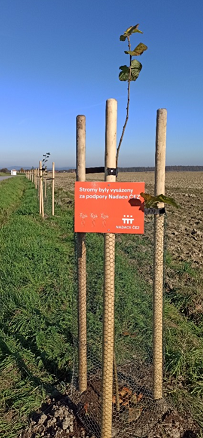 Stromy byly vysázeny
za podpory Nadace ČEZ
NADACE ČEZ